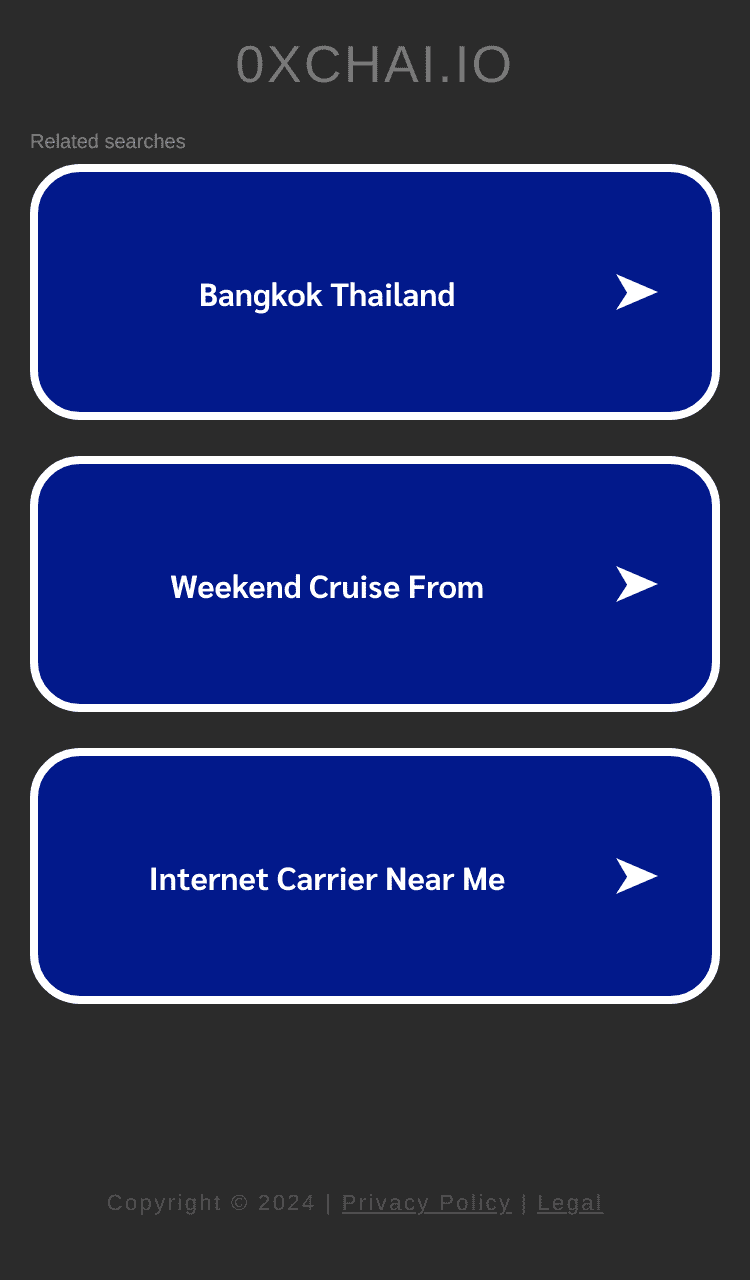 0XCHAI.IO
Related searches
Bangkok Thailand
Weekend Cruise From
Internet Carrier Near Me
Copyright © 2024 | Privacy Policy | Legal